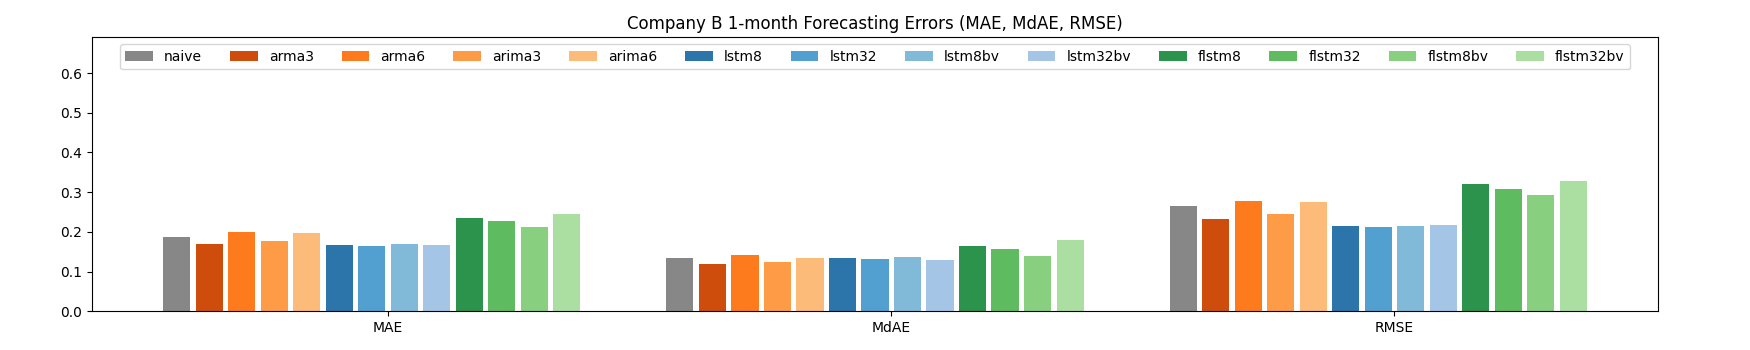 Company B 1-month Forecasting Errors (MAE, MdAE, RMSE)
naive arma3 arma6 arima3 arima6 lstm8 lstm32 lstm8bv lstm32bv flstm8 flstm32 flstm8bv flstm32bv
0.6
0.5
0.4
0.3
0.2
0.1
0.0
MAE MdAE RMSE